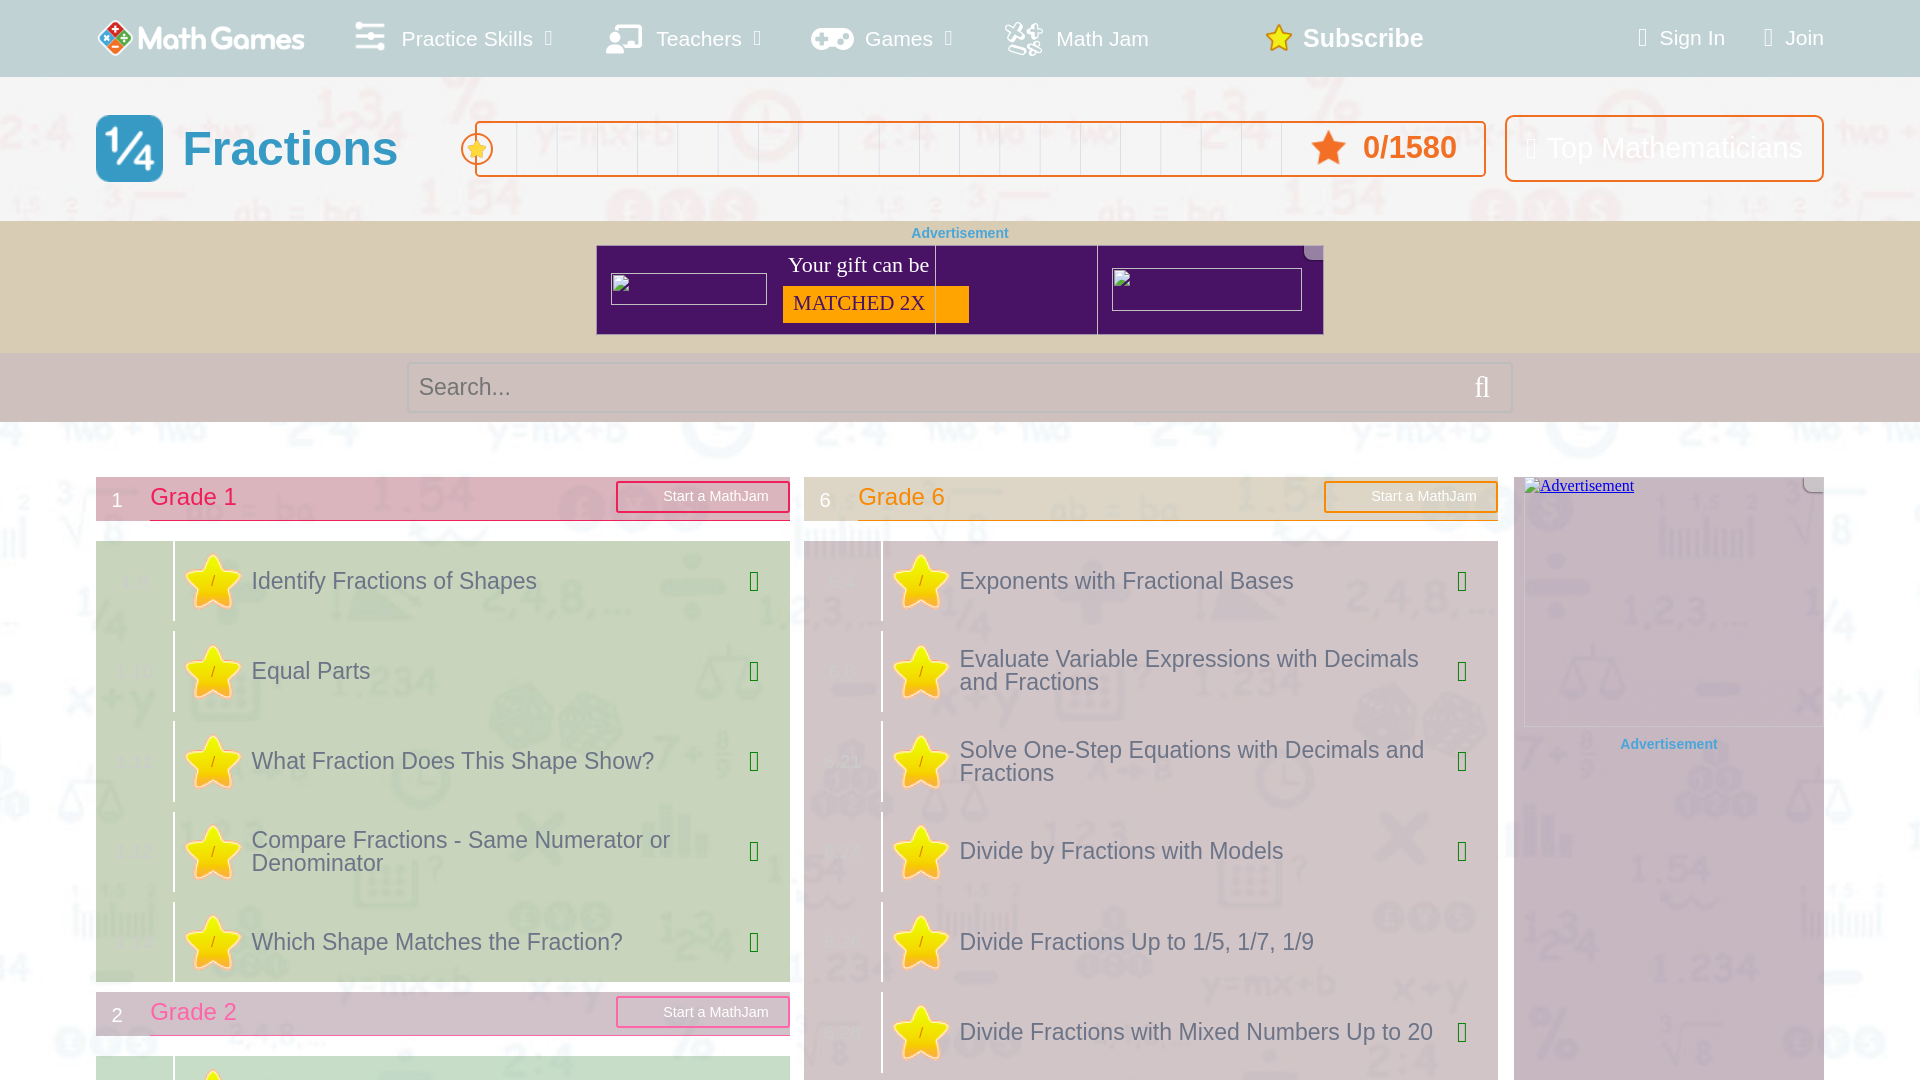 Math Games
Practice Skills
Teachers
Games
Math Jam
Subscribe
Sign In
Join
1/4
Fractions
0/1580
Top Mathematicians
Advertisement
Your gift can be
MATCHED 2X
Search...
1
Grade 1
Start a MathJam
/
Identify Fractions of Shapes
/
Equal Parts
/
What Fraction Does This Shape Show?
/
Compare Fractions - Same Numerator or
Denominator
/
Which Shape Matches the Fraction?
2
Grade 2
Start a MathJam
6
Grade 6
Start a MathJam
/
Exponents with Fractional Bases
/
Evaluate Variable Expressions with Decimals
and Fractions
/
Solve One-Step Equations with Decimals and
Fractions
/
Divide by Fractions with Models
/
Divide Fractions Up to 1/5, 1/7, 1/9
/
Divide Fractions with Mixed Numbers Up to 20
Advertisement
Advertisement